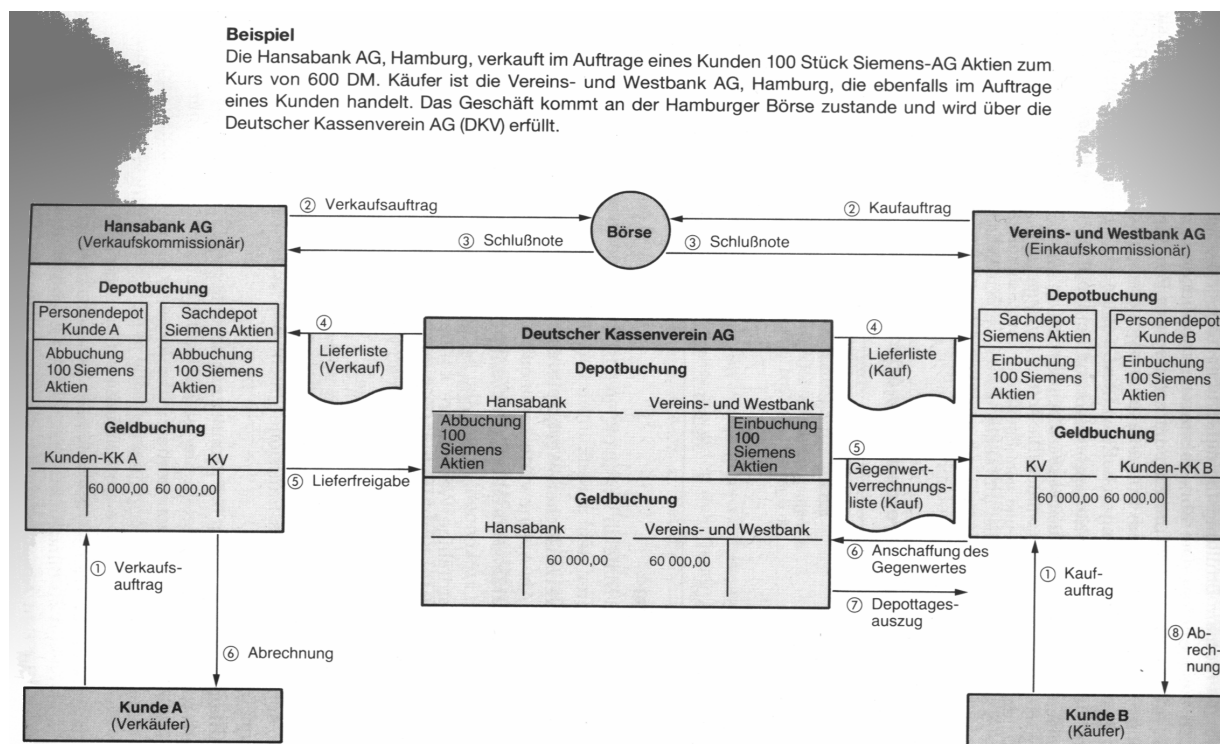 Beispiel
Die Hansabank AG, Hamburg, verkauft im Auftrage eines Kunden 100 Stück Siemens-AG Aktien zum
Kurs von 600 DM. Käufer ist die Vereins- und Westbank AG, Hamburg, die ebenfalls im Auftrage
eines Kunden handelt. Das Geschäft kommt an der Hamburger Börse zustande und wird über die
Deutscher Kassenverein AG (DKV) erfüllt.
Hansabank AG
(Verkaufskommissionär)
② Verkaufsauftrag
③ Schlußnote
Börse
② Kaufauftrag
③ Schlußnote
Vereins- und Westbank AG
(Einkaufskommissionär)
Depotbuchung
Personendepot
Kunde A
Abbuchung
100 Siemens
Aktien
Sachdepot
Siemens Aktien
Abbuchung
100 Siemens
Aktien
Geldbuchung
Kunden-KK A
KV
60 000,00
60 000,00
④
Lieferliste
(Verkauf)
⑤ Lieferfreigabe
Deutscher Kassenverein AG
Depotbuchung
Hansabank
Vereins- und Westbank
Abbuchung
100
Siemens
Aktien
Einbuchung
100
Siemens
Aktien
Geldbuchung
Hansabank
Vereins- und Westbank
60 000,00
60 000,00
④
Lieferliste
(Kauf)
⑤
Gegenwert-
verrechnungs-
liste (Kauf)
⑥ Anschaffung des
Gegenwertes
⑦ Depottages-
auszug
Depotbuchung
Sachdepot
Siemens Aktien
Einbuchung
100 Siemens
Aktien
Personendepot
Kunde B
Einbuchung
100 Siemens
Aktien
Geldbuchung
KV
Kunden-KK B
60 000,00
60 000,00
① Verkaufs-
auftrag
⑥ Abrechnung
Kunde A
(Verkäufer)
① Kauf-
auftrag
⑧ Ab-
rech-
nung
Kunde B
(Käufer)